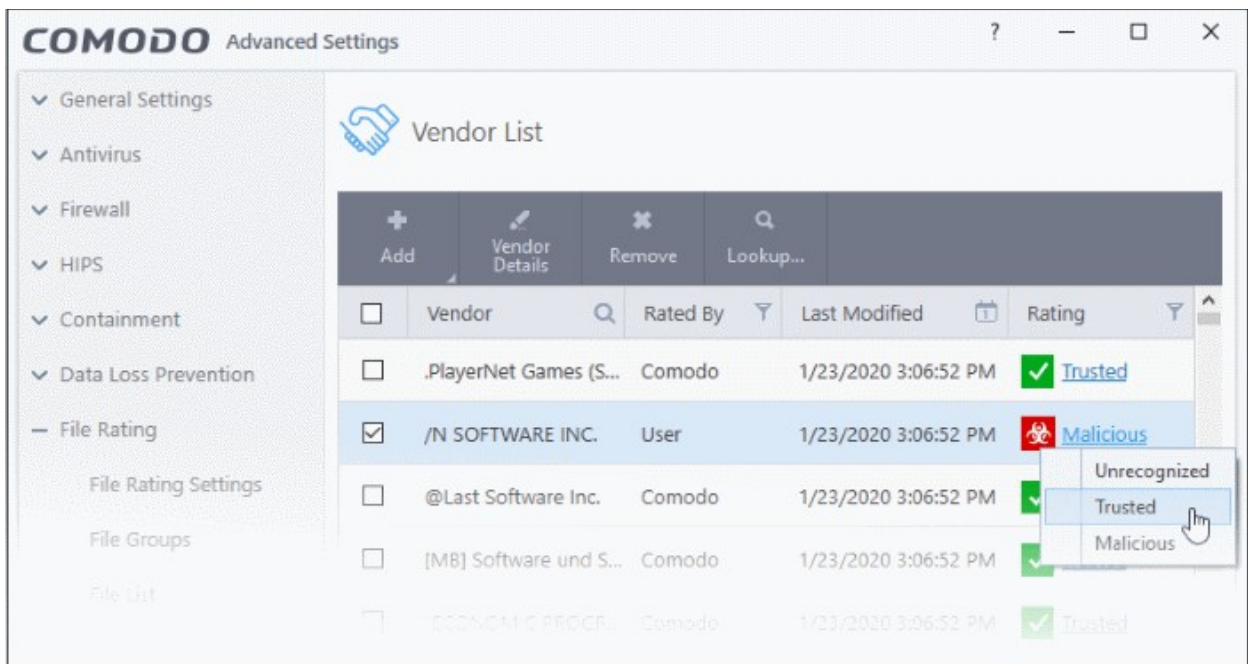 COMODO Advanced Settings ?
General Settings
Antivirus
Firewall
HIPS
Containment
Data Loss Prevention
File Rating
File Rating Settings
File Groups
File List
Vendor List
Add
Vendor
Details
Remove
Lookup...
Vendor Rated By Last Modified Rating
.PlayerNet Games (S... Comodo 1/23/2020 3:06:52 PM Trusted
/N SOFTWARE INC. User 1/23/2020 3:06:52 PM Malicious
@Last Software Inc. Comodo 1/23/2020 3:06:52 PM
[MB] Software und S... Comodo 1/23/2020 3:06:52 PM
Comodo 1/23/2020 3:06:52 PM Trusted
Unrecognized
Trusted
Malicious